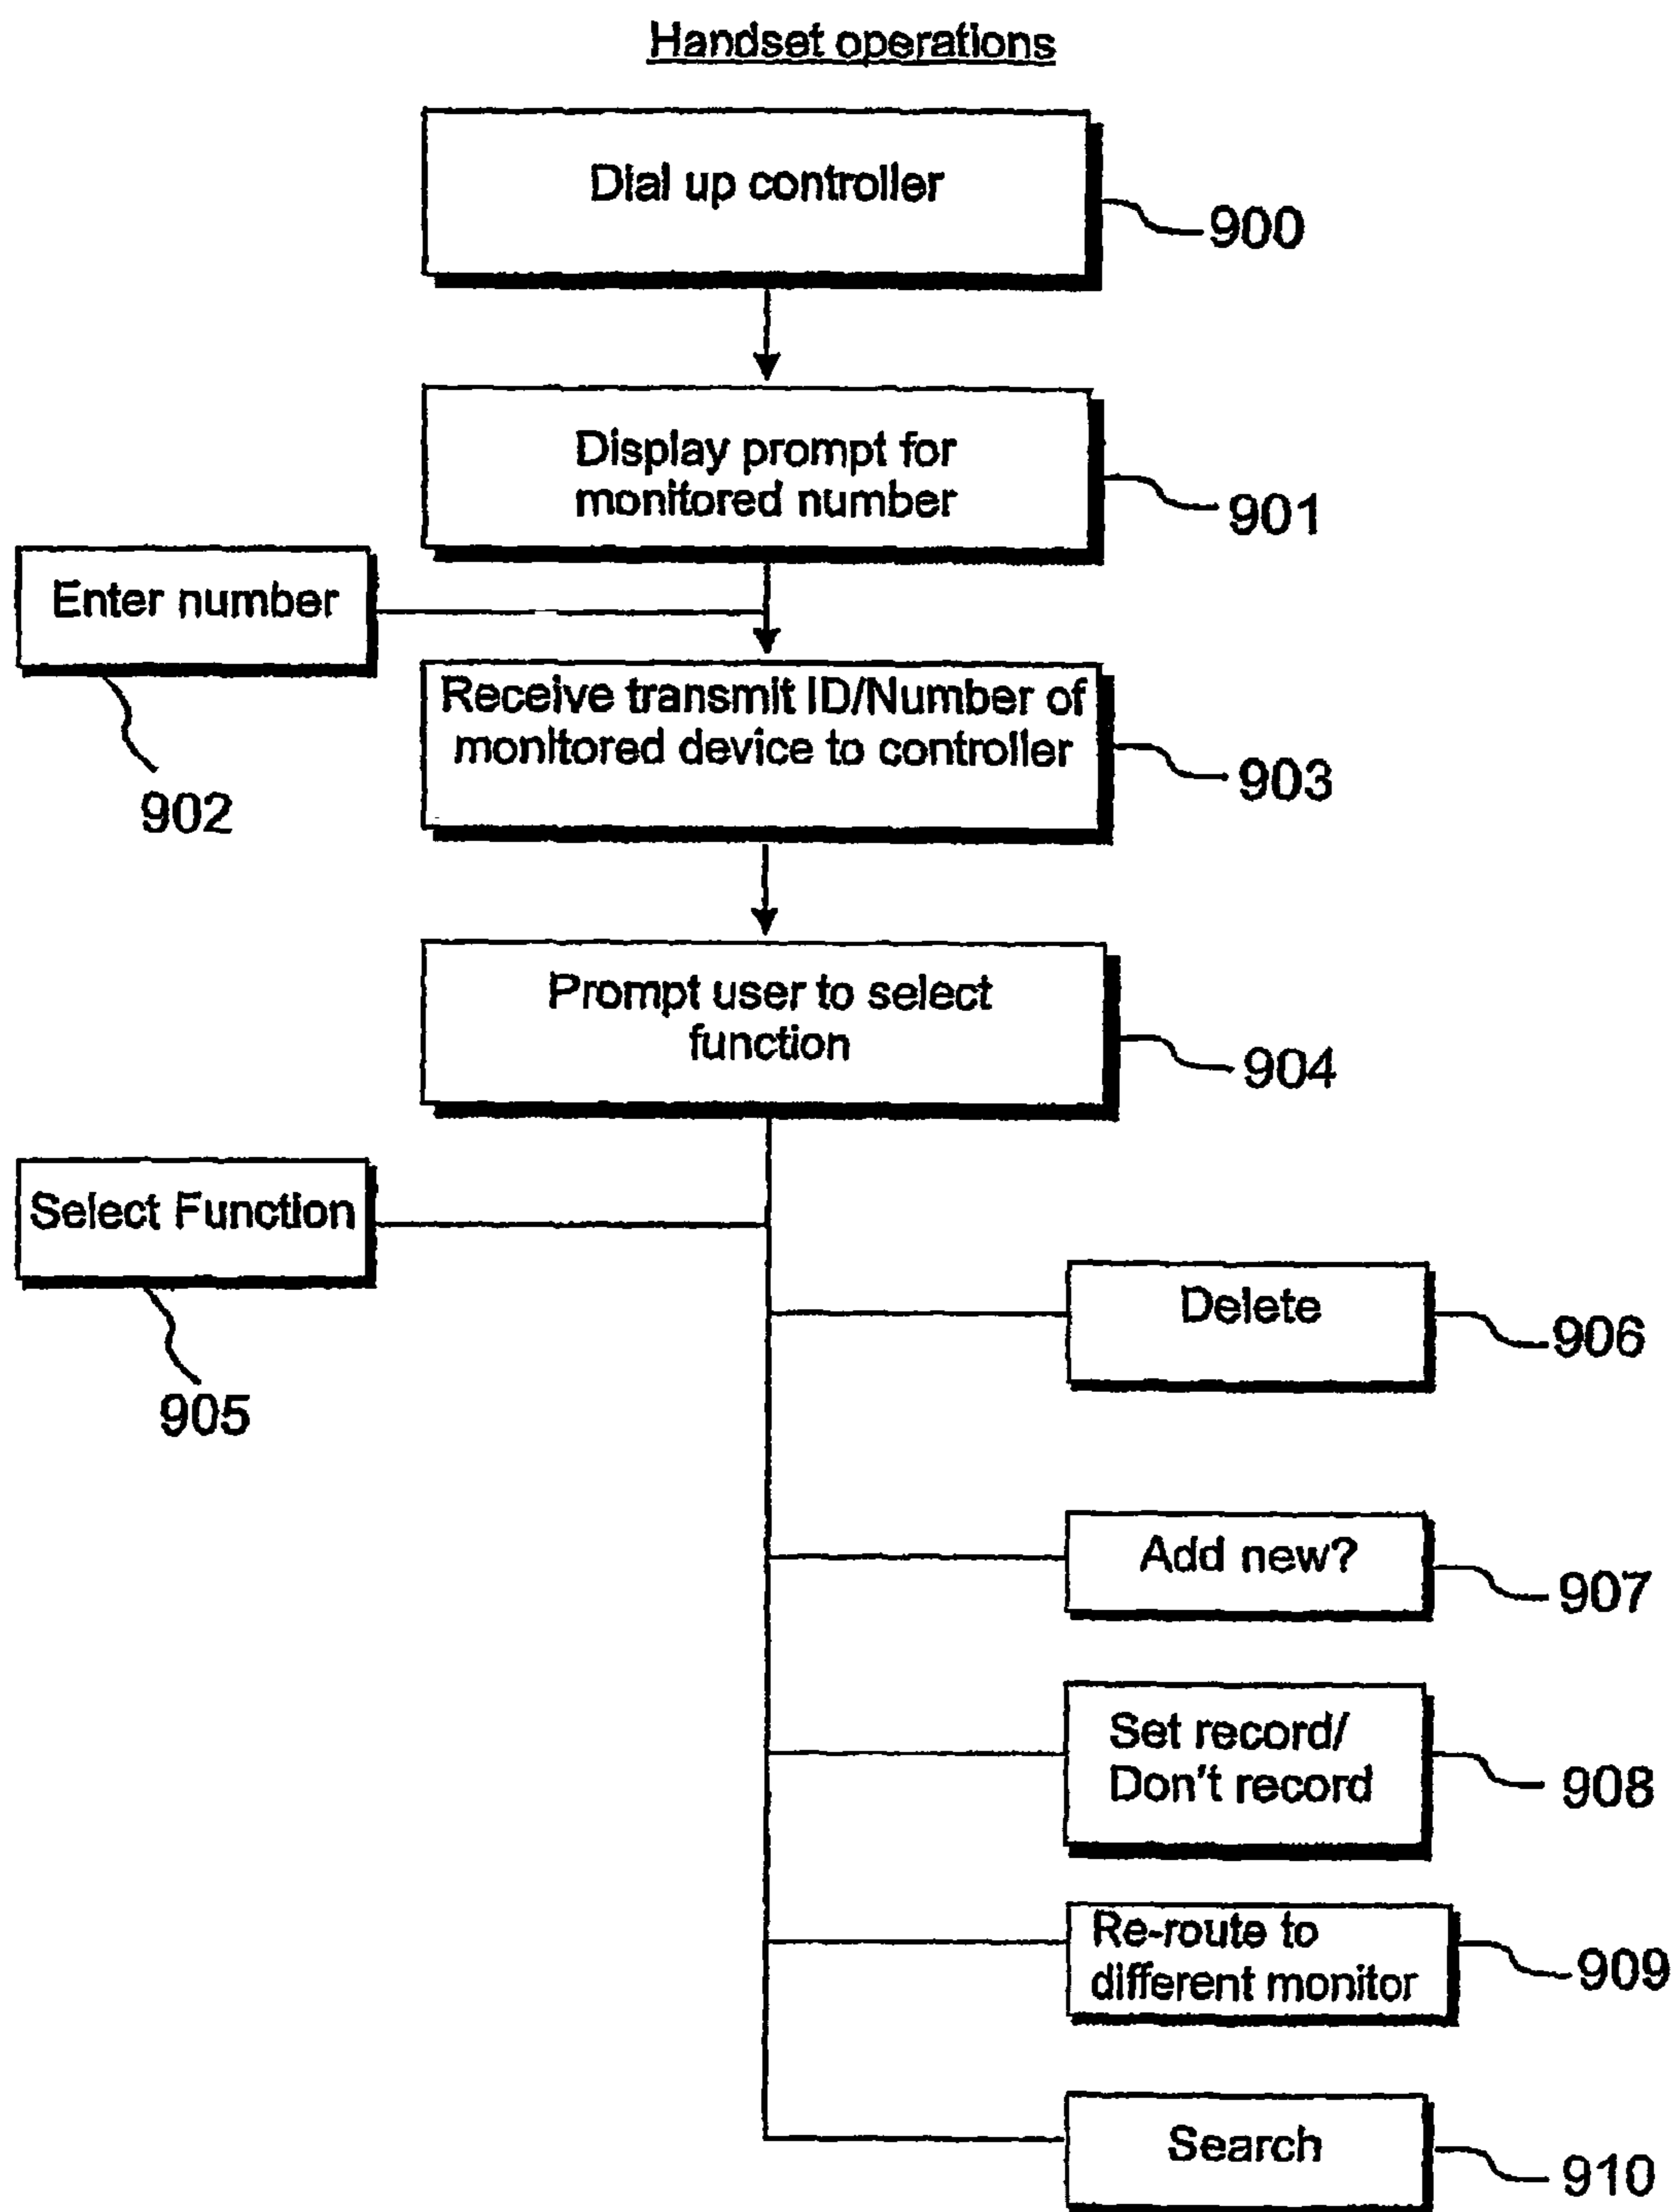 Handset operations
Dial up controller
900
Display prompt for
monitored number
901
Enter number
902
Receive transmit ID/Number of
monitored device to controller
903
Prompt user to select
function
904
Select Function
905
Delete
906
Add new?
907
Set record/
Don't record
908
Re-route to
different monitor
909
Search
910